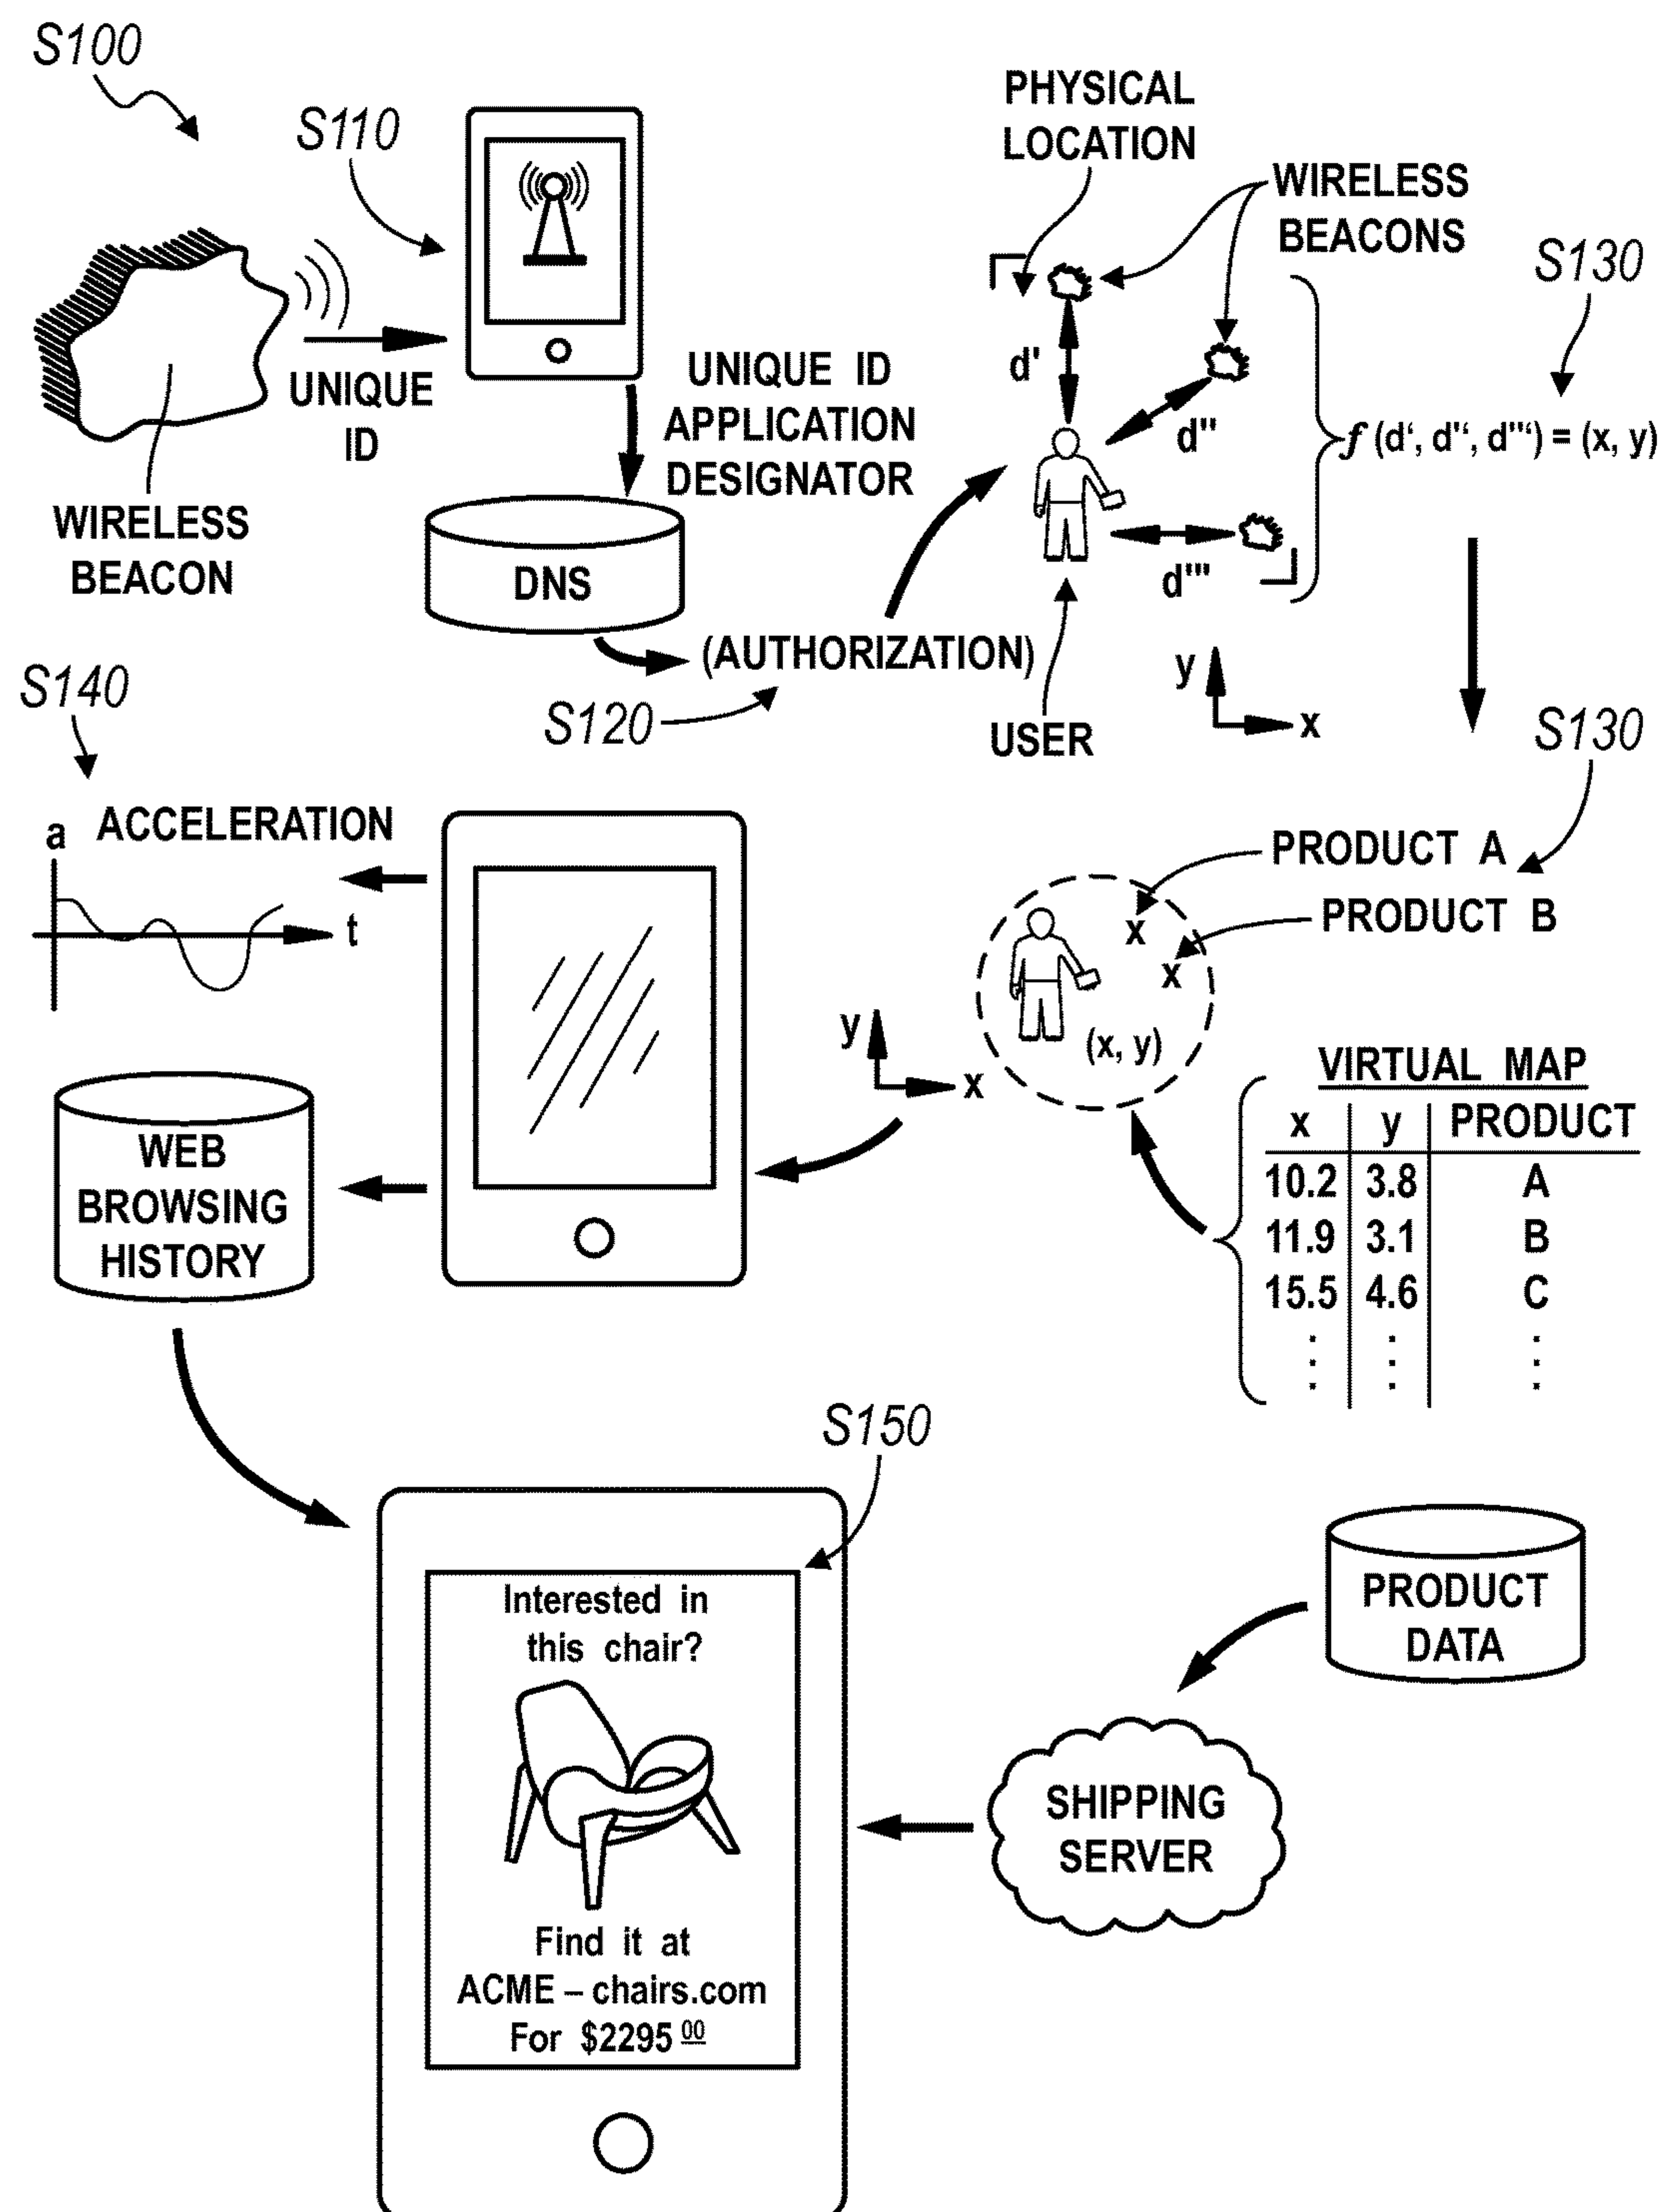 S100
S110
UNIQUE
ID
WIRELESS
BEACON
UNIQUE ID
APPLICATION
DESIGNATOR
DNS
(AUTHORIZATION)
S120
PHYSICAL
LOCATION
WIRELESS
BEACONS
d'
d''
d'''
USER
y
x
S130
f (d‘, d'‘, d''‘) = (x, y)
S130
PRODUCT A
PRODUCT B
x
x
(x, y)
y
x
VIRTUAL MAP
x y PRODUCT
10.2 3.8 A
11.9 3.1 B
15.5 4.6 C
S140
a ACCELERATION
t
WEB
BROWSING
HISTORY
S150
Interested in
this chair?
Find it at
ACME – chairs.com
For $2295 00
PRODUCT
DATA
SHIPPING
SERVER